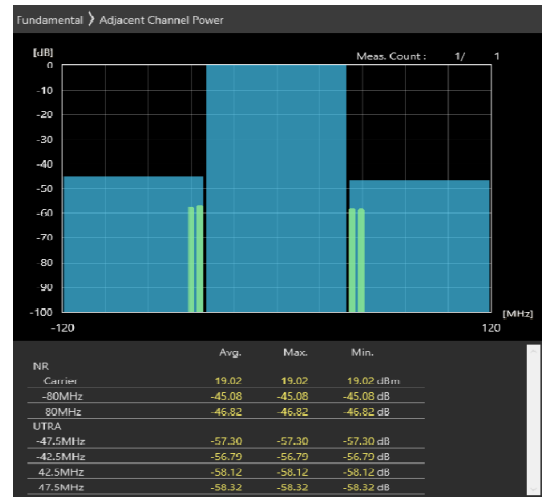 Fundamental ❯ Adjacent Channel Power
[dB] Meas. Count : 1/ 1
0
-10
-20
-30
-40
-50
-60
-70
-80
90
-100
[MHz]
-120 120
Avg. Max. Min.
NR
Carrier 19.02 19.02 19.02 dBm
-80MHz -45.08 -45.08 -45.08 dB
80MHz -46.82 -46.82 -46.82 dB
UTRA
-47.5MHz -57.30 -57.30 -57.30 dB
-42.5MHz -56.79 -56.79 -56.79 dB
42.5MHz -58.12 -58.12 -58.12 dB
47.5MHz -58.32 -58.32 -58.32 dB